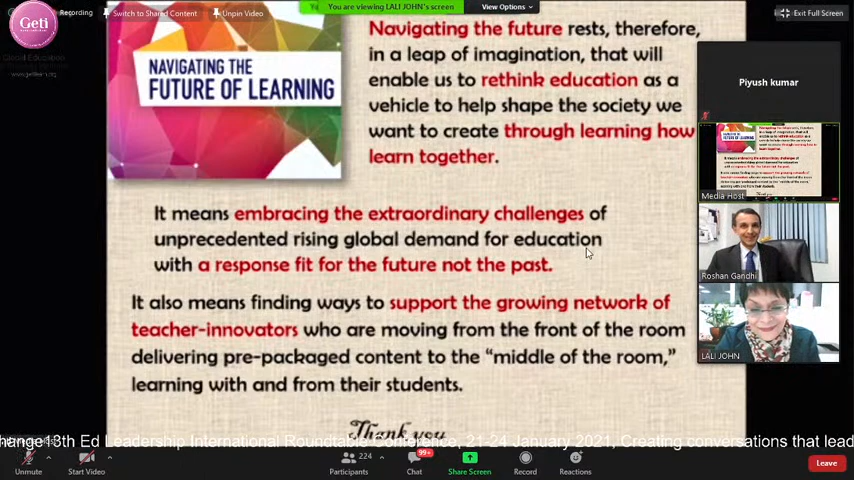 Geti
Recording
Switch to Shared Content
Unpin Video
You are viewing LALI JOHN's screen
View Options
Exit Full Screen
www.getilearn.org
NAVIGATING THE
FUTURE OF LEARNING
Navigating the future rests, therefore,
in a leap of imagination, that will
enable us to rethink education as a
vehicle to help shape the society we
want to create through learning how
learn together.
It means embracing the extraordinary challenges of
unprecedented rising global demand for education
with a response fit for the future not the past.
It also means finding ways to support the growing network of
teacher-innovators who are moving from the front of the room
delivering pre-packaged content to the "middle of the room,"
learning with and from their students.
Thank you
Piyush kumar
Media Host
Roshan Gandhi
LALI JOHN
change 13th Ed Leadership International Roundtable Conference, 21-24 January 2021, Creating conversations that lead
Unmute
Start Video
224
Participants
99+
Chat
Share Screen
Record
Reactions
Leave